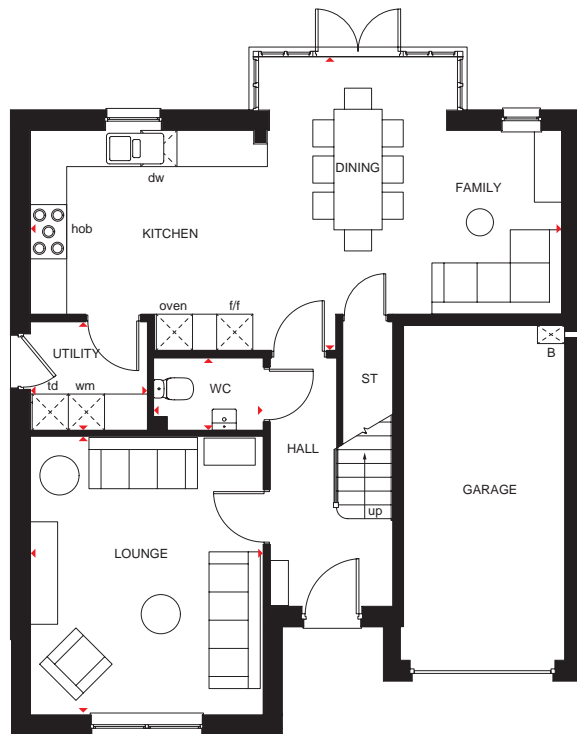 DINING
dw
FAMILY
hob
KITCHEN
oven
f/f
UTILITY
B
ST
WC
td
wm
HALL
GARAGE
up
LOUNGE